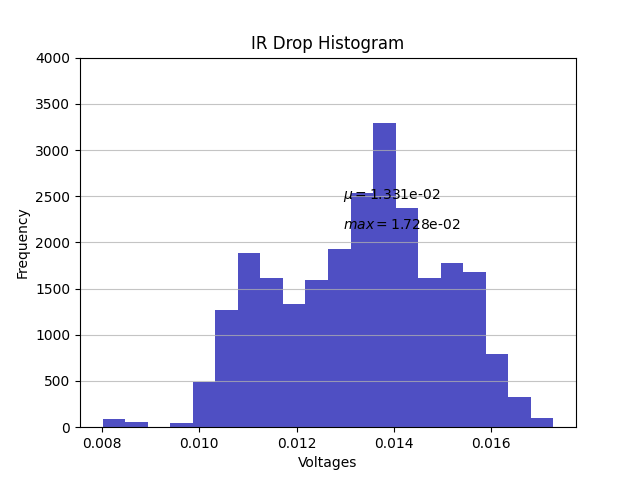 IR Drop Histogram
4000
3500
3000
2500
2000
1500
1000
500
0
Frequency
μ = 1.331e-02
max = 1.728e-02
0.008 0.010 0.012 0.014 0.016
Voltages